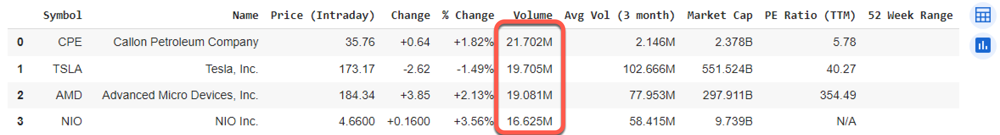 Symbol Name Price (Intraday) Change % Change Volume Avg Vol (3 month) Market Cap PE Ratio (TTM) 52 Week Range
0 CPE Callon Petroleum Company 35.76 +0.64 +1.82% 21.702M 2.146M 2.378B 5.78
1 TSLA Tesla, Inc. 173.17 -2.62 -1.49% 19.705M 102.666M 551.524B 40.27
2 AMD Advanced Micro Devices, Inc. 184.34 +3.85 +2.13% 19.081M 77.953M 297.911B 354.49
3 NIO NIO Inc. 4.6600 +0.1600 +3.56% 16.625M 58.415M 9.739B N/A